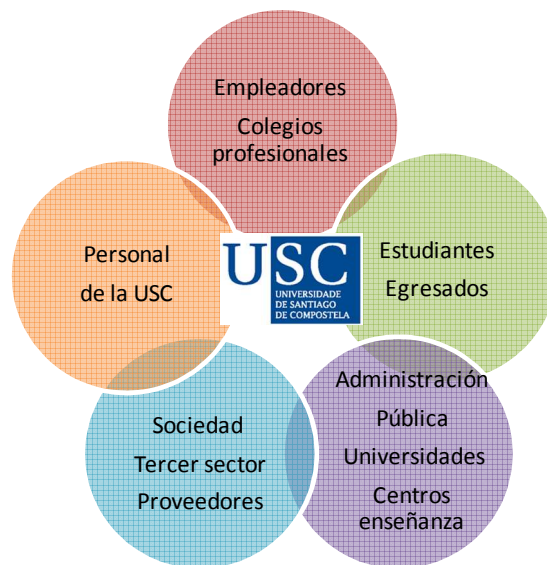 Empleadores
Colegios
profesionales
Estudiantes
Egresados
Administración
Pública
Universidades
Centros
enseñanza
Sociedad
Tercer sector
Proveedores
Personal
de la USC
USC
UNIVERSIDADE
DE SANTIAGO
DE COMPOSTELA